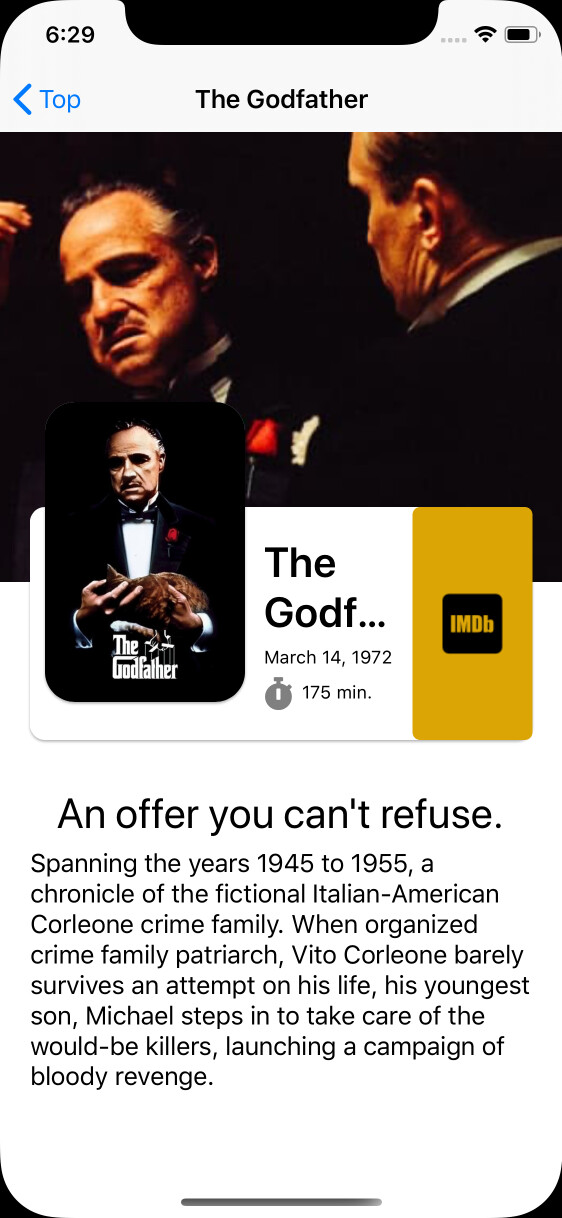 6:29
Top
The Godfather
The
Godf...
March 14, 1972
175 min.
IMDb
The
Godfather
An offer you can't refuse.
Spanning the years 1945 to 1955, a
chronicle of the fictional Italian-American
Corleone crime family. When organized
crime family patriarch, Vito Corleone barely
survives an attempt on his life, his youngest
son, Michael steps in to take care of the
would-be killers, launching a campaign of
bloody revenge.